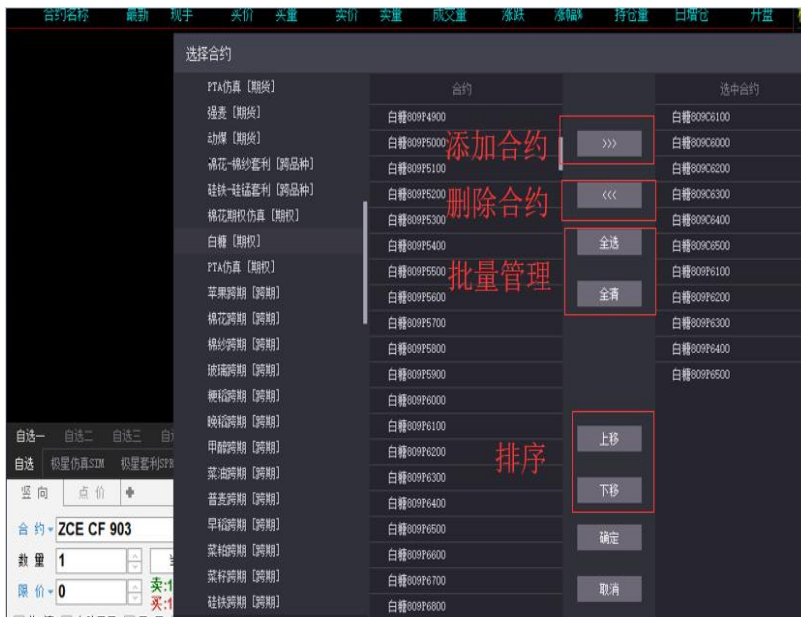 合约名称 最新 现手 买价 买量 卖价 卖量 成交量 涨跌 涨幅% 持仓量 日增仓 开盘
选择合约
PTA仿真 [期货]
强麦 [期货]
动煤 [期货]
棉花-棉纱套利 [跨品种]
硅铁-硅锰套利 [跨品种]
棉花期权仿真 [期权]
白糖 [期权]
PTA仿真 [期权]
苹果跨期 [跨期]
棉花跨期 [跨期]
棉纱跨期 [跨期]
玻璃跨期 [跨期]
粳稻跨期 [跨期]
晚稻跨期 [跨期]
甲醇跨期 [跨期]
菜油跨期 [跨期]
普麦跨期 [跨期]
早稻跨期 [跨期]
菜粕跨期 [跨期]
菜籽跨期 [跨期]
硅铁跨期 [跨期]
合约
白糖809P4900
白糖809P5000
白糖809P5100
白糖809P5200
白糖809P5300
白糖809P5400
白糖809P5500
白糖809P5600
白糖809P5700
白糖809P5800
白糖809P5900
白糖809P6000
白糖809P6100
白糖809P6200
白糖809P6300
白糖809P6400
白糖809P6500
白糖809P6600
白糖809P6700
白糖809P6800
添加合约
删除合约
批量管理
排序
>>>
<<<
全选
全清
上移
下移
确定
取消
选中合约
白糖809C6100
白糖809C6000
白糖809C6200
白糖809C6300
白糖809C6400
白糖809C6500
白糖809P6100
白糖809P6200
白糖809P6300
白糖809P6400
白糖809P6500
自选一 自选二 自选三
自选 极星仿真SIM 极星套利SPR
竖向 点价 +
合约 ZCE CF 903
数量 1
限价 0
卖:1
买:1